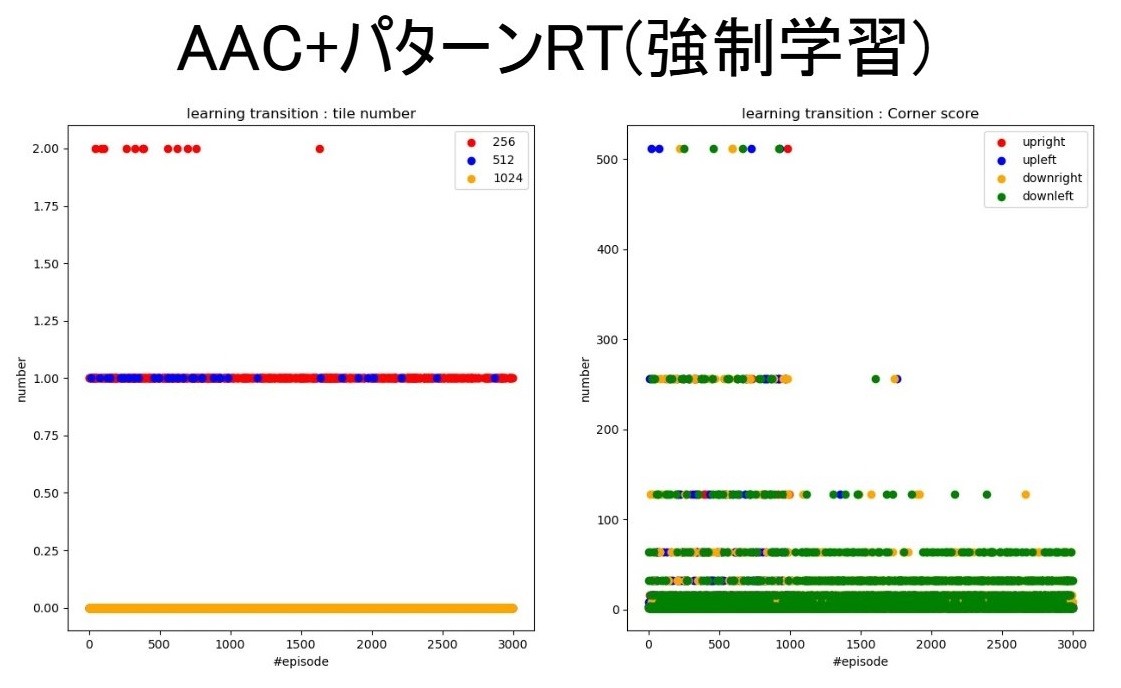 AAC+パターンRT(強制学習)
learning transition : tile number
2.00
1.75
1.50
1.25
1.00
0.75
0.50
0.25
0.00
number
256
512
1024
0
500
1000
1500
2000
2500
3000
#episode
learning transition : Corner score
500
400
300
200
100
0
number
upright
upleft
downright
downleft
0
500
1000
1500
2000
2500
3000
#episode